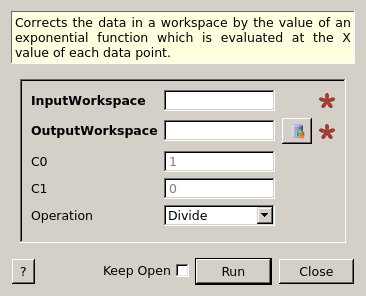 Corrects the data in a workspace by the value of an
exponential function which is evaluated at the X
value of each data point.
InputWorkspace
OutputWorkspace
C0 1
C1 0
Operation Divide
? Keep Open Run Close